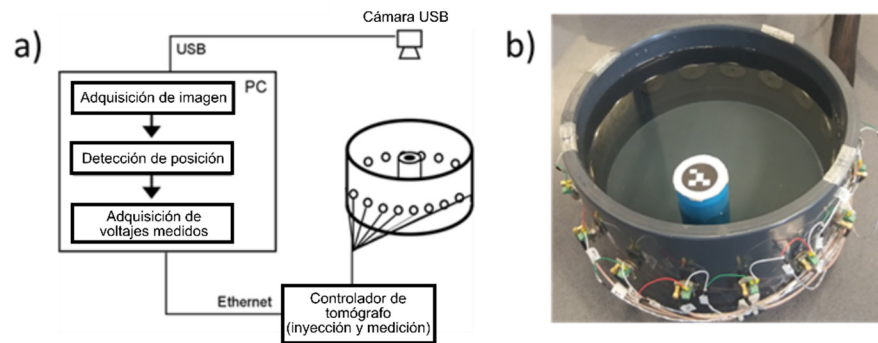 Cámara USB
a)
USB
PC
Adquisición de imagen
Detección de posición
Adquisición de
voltajes medidos
Ethernet
Controlador de
tomógrafo
(inyección y medición)
b)